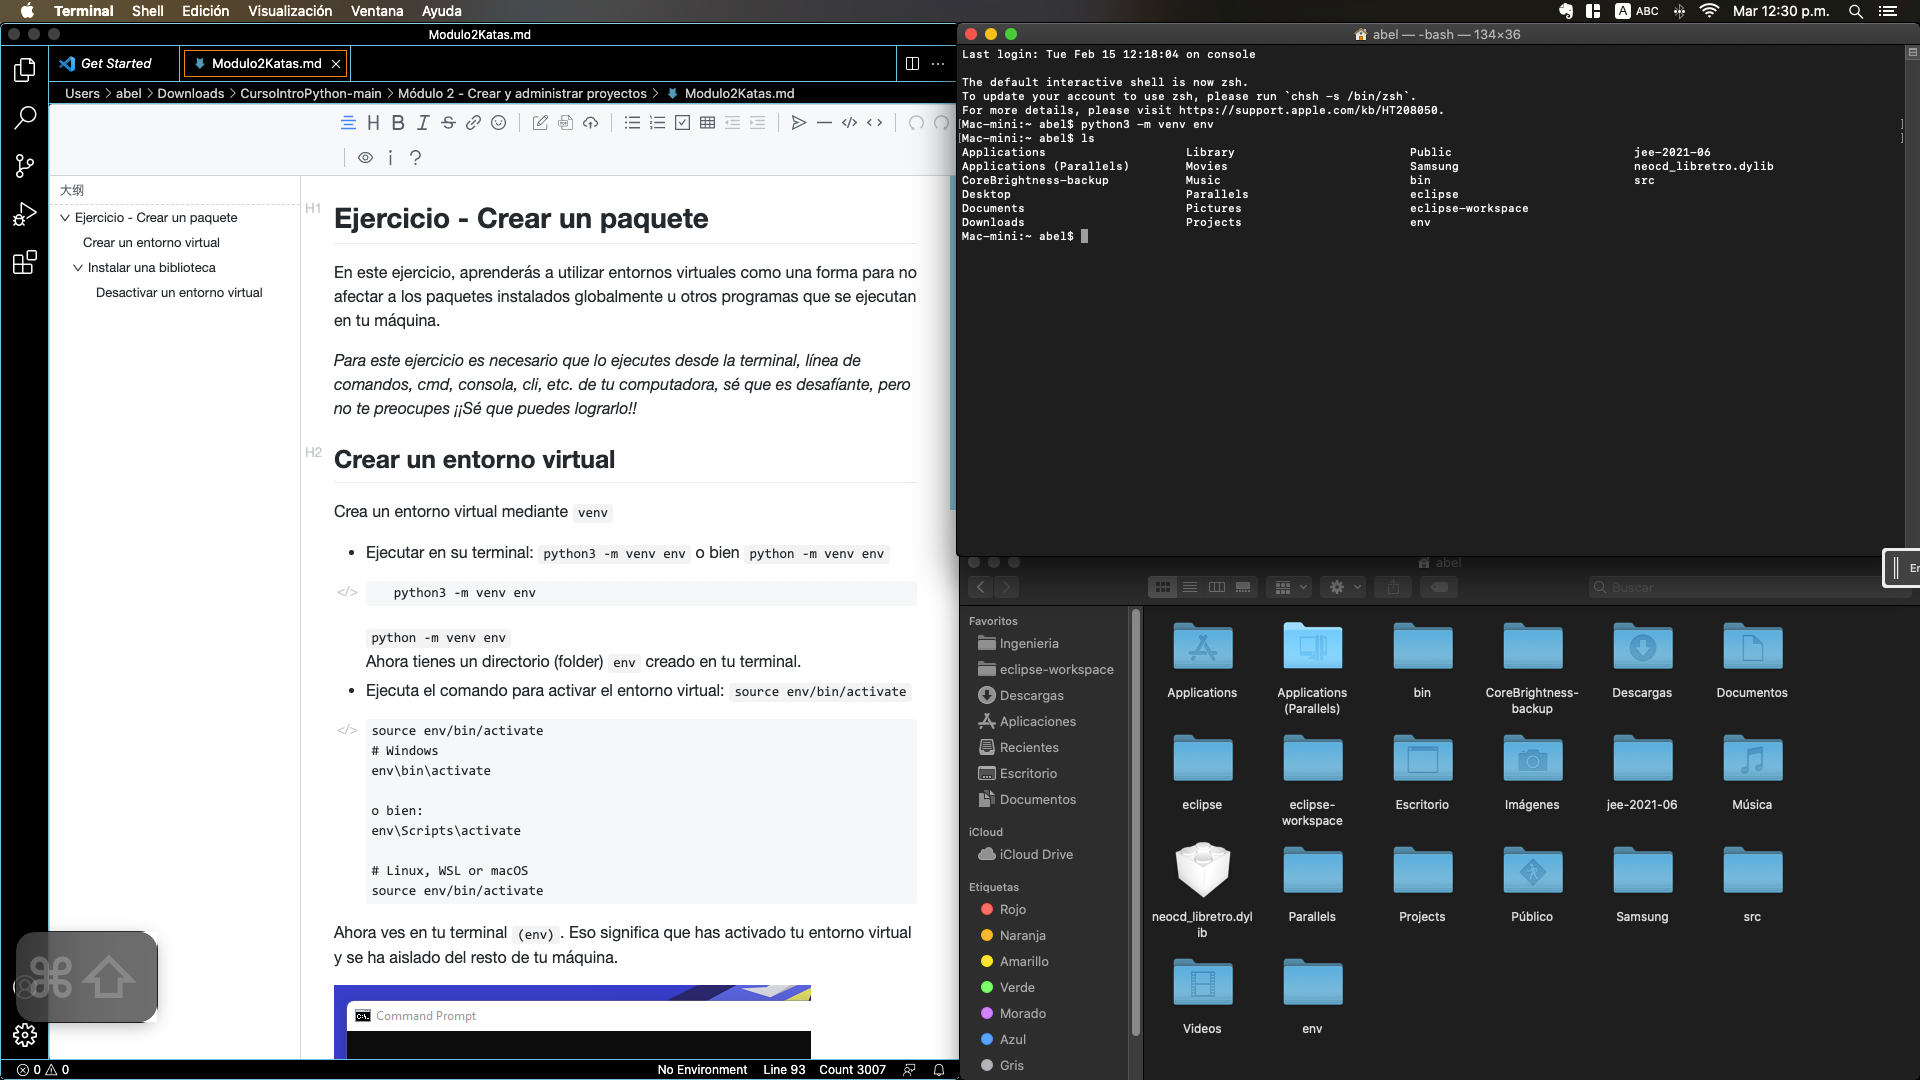 Terminal Shell Edición Visualización Ventana Ayuda
A ABC Mar 12:30 p.m.
Modulo2Katas.md
Get Started Modulo2Katas.md
Users > abel > Downloads > CursoIntroPython-main > Módulo 2 - Crear y administrar proyectos > Modulo2Katas.md
大纲
Ejercicio - Crear un paquete
Crear un entorno virtual
Instalar una biblioteca
Desactivar un entorno virtual
H1 Ejercicio - Crear un paquete
En este ejercicio, aprenderás a utilizar entornos virtuales como una forma para no
afectar a los paquetes instalados globalmente u otros programas que se ejecutan
en tu máquina.
Para este ejercicio es necesario que lo ejecutes desde la terminal, línea de
comandos, cmd, consola, cli, etc. de tu computadora, sé que es desafíante, pero
no te preocupes ¡¡Sé que puedes lograrlo!!
H2 Crear un entorno virtual
Crea un entorno virtual mediante venv
• Ejecutar en su terminal: python3 -m venv env o bien python -m venv env
</> python3 -m venv env
python -m venv env
Ahora tienes un directorio (folder) env creado en tu terminal.
• Ejecuta el comando para activar el entorno virtual: source env/bin/activate
</> source env/bin/activate
# Windows
env\bin\activate
o bien:
env\Scripts\activate
# Linux, WSL or macOS
source env/bin/activate
Ahora ves en tu terminal (env). Eso significa que has activado tu entorno virtual
y se ha aislado del resto de tu máquina.
Command Prompt
0 0 No Environment Line 93 Count 3007
abel — -bash — 134×36
Last login: Tue Feb 15 12:18:04 on console
The default interactive shell is now zsh.
To update your account to use zsh, please run `chsh -s /bin/zsh`.
For more details, please visit https://support.apple.com/kb/HT208050.
[Mac-mini:~ abel$ python3 -m venv env ]
[Mac-mini:~ abel$ ls ]
Applications Library Public jee-2021-06
Applications (Parallels) Movies Samsung neocd_libretro.dylib
CoreBrightness-backup Music bin src
Desktop Parallels eclipse
Documents Pictures eclipse-workspace
Downloads Projects env
Mac-mini:~ abel$
abel
Buscar
Favoritos
Ingenieria
eclipse-workspace
Descargas
Aplicaciones
Recientes
Escritorio
Documentos
iCloud
iCloud Drive
Etiquetas
Rojo
Naranja
Amarillo
Verde
Morado
Azul
Gris
Applications
Applications
(Parallels)
bin
CoreBrightness-
backup
Descargas
Documentos
eclipse
eclipse-
workspace
Escritorio
Imágenes
jee-2021-06
Música
neocd_libretro.dyl
ib
Parallels
Projects
Público
Samsung
src
Videos
env